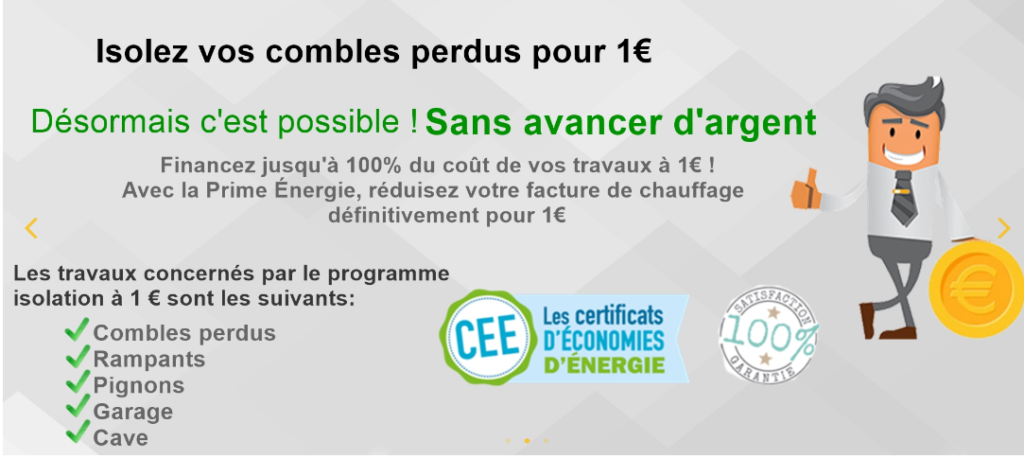 Isolez vos combles perdus pour 1€
Désormais c'est possible ! Sans avancer d'argent
Financez jusqu'à 100% du coût de vos travaux à 1€ !
Avec la Prime Énergie, réduisez votre facture de chauffage
définitivement pour 1€
Les travaux concernés par le programme
isolation à 1 € sont les suivants:
Combles perdus
Rampants
Pignons
Garage
Cave
CEE
Les certificats
D'ÉCONOMIES
D'ÉNERGIE
SATISFACTION
100%
GARANTIE
€